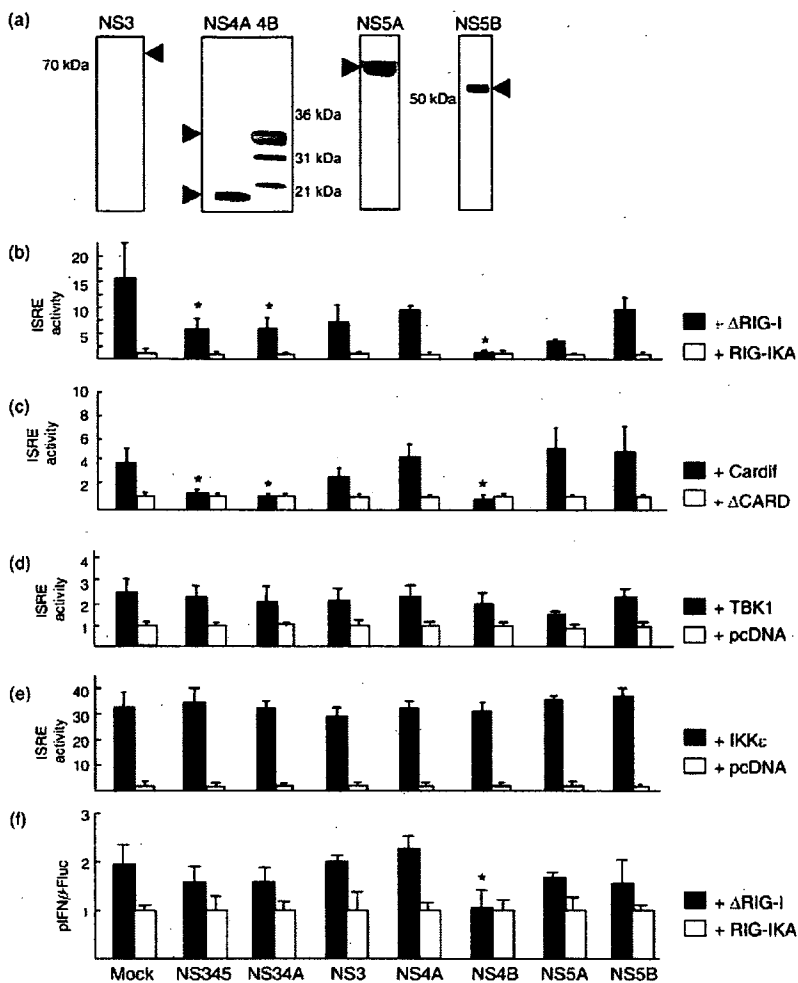 (a) NS3 NS4A 4B NS5A NS5B
70 kDa
50 kDa
36 kDa
31 kDa
21 kDa
(b)
ISRE activity
20
15
10
5
* * *
+ ΔRIG-I
+ RIG-IKA
(c)
ISRE activity
10
8
6
4
2
* * *
+ Cardif
+ ΔCARD
(d)
ISRE activity
4
3
2
1
+ TBK1
+ pcDNA
(e)
ISRE activity
40
30
20
10
+ IKKε
+ pcDNA
(f)
pIFNβ-Fluc
3
2
1
*
+ ΔRIG-I
+ RIG-IKA
Mock NS345 NS34A NS3 NS4A NS4B NS5A NS5B